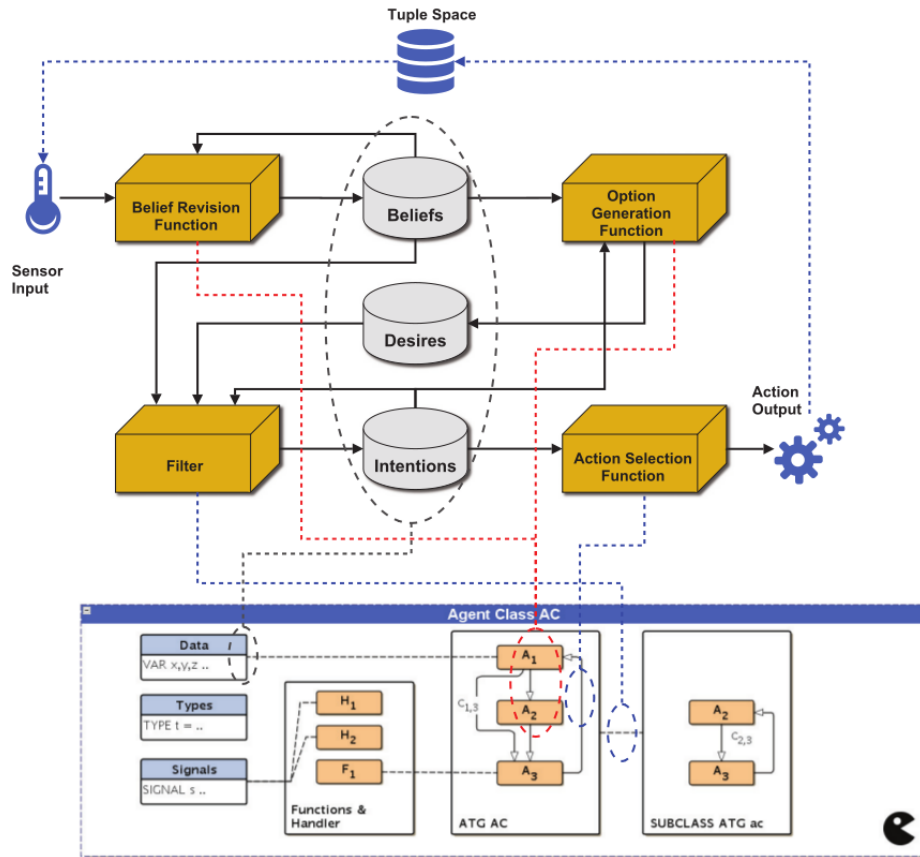 Tuple Space
Belief Revision
Function
Beliefs
Option
Generation
Function
Sensor
Input
Desires
Action
Output
Filter
Intentions
Action Selection
Function
Agent Class AC
Data
VAR x,y,z ..
Types
TYPE t = ..
Signals
SIGNAL s ..
H1
H2
F1
Functions &
Handler
A1
C1,3
A2
A3
ATG AC
A2
C2,3
A3
SUBCLASS ATG ac